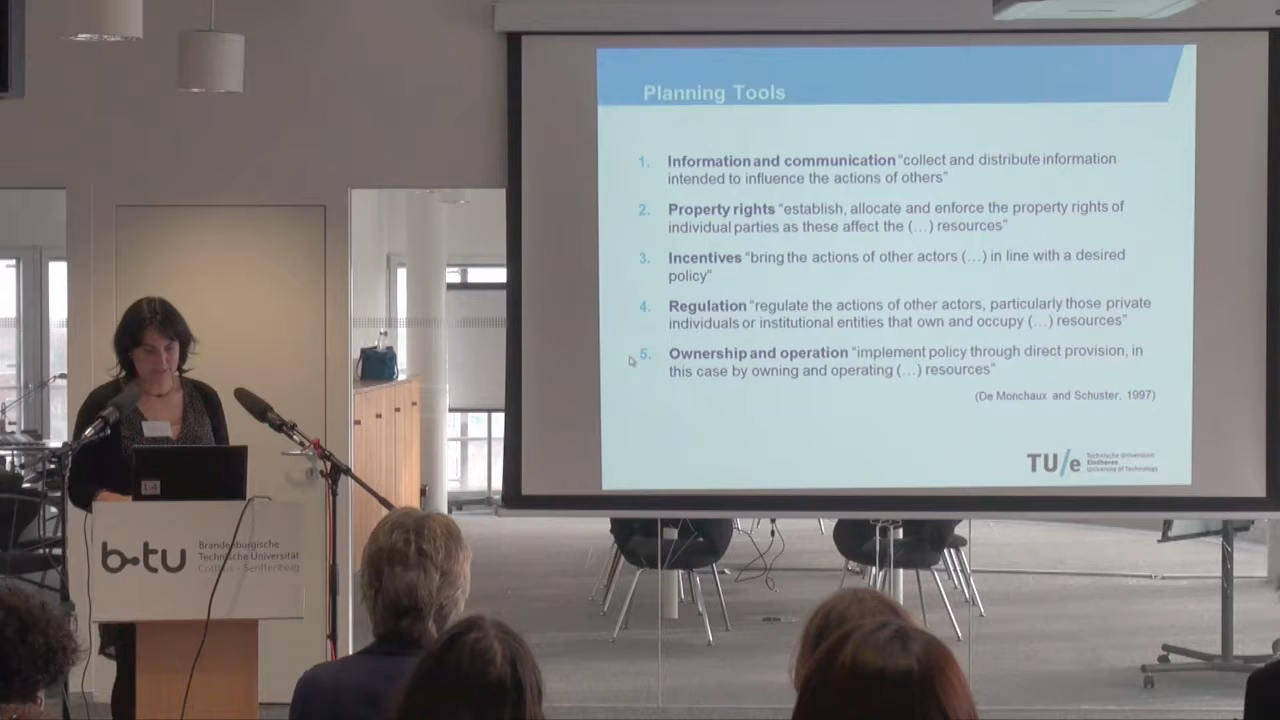 Planning Tools
1. Information and communication “collect and distribute information
intended to influence the actions of others”
2. Property rights “establish, allocate and enforce the property rights of
individual parties as these affect the (…) resources”
3. Incentives “bring the actions of other actors (…) in line with a desired
policy”
4. Regulation “regulate the actions of other actors, particularly those private
individuals or institutional entities that own and occupy (…) resources”
5. Ownership and operation “implement policy through direct provision, in
this case by owning and operating (…) resources”
(De Monchaux and Schuster, 1997)
TU/e Technische Universiteit
Eindhoven
University of Technology
b-tu Brandenburgische
Technische Universität
Cottbus - Senftenberg